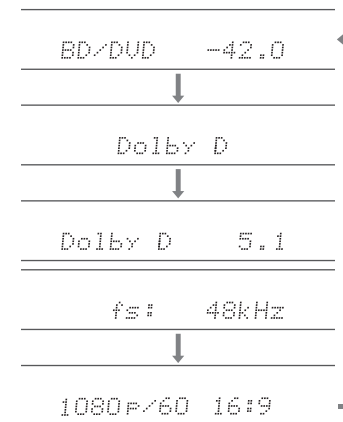 BD/DVD -42.0
Dolby D
Dolby D 5.1
fs: 48kHz
1080p/60 16:9